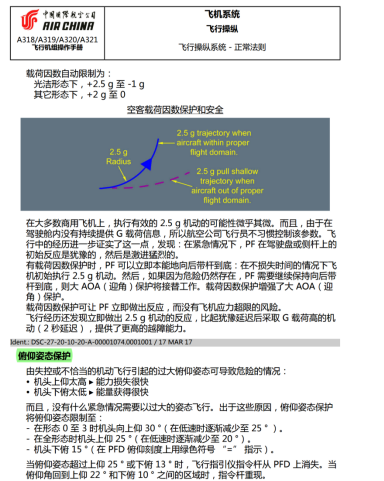 中国国际航空公司
AIR CHINA
A318/A319/A320/A321
飞行机组操作手册
飞机系统
飞行操纵
飞行操纵系统 - 正常法则
载荷因数自动限制为：
光洁形态下，+2.5 g 至 -1 g
其它形态下，+2 g 至 0
空客载荷因数保护和安全
2.5 g
Radius
2.5 g trajectory when
aircraft within proper
flight domain.
2.5 g pull shallow
trajectory when
aircraft out of proper
flight domain.
在大多数商用飞机上，执行有效的 2.5 g 机动的可能性微乎其微。而且，由于在
驾驶舱内没有持续提供 G 载荷信息，所以航空公司飞行员不习惯控制该参数。飞
行中的经历进一步证实了这一点，发现：在紧急情况下，PF 在驾驶盘或侧杆上的
初始反应是犹豫的，然后是激进猛烈的。
有载荷因数保护时，PF 可以立即本能地向后带杆到底：在不损失时间的情况下飞
机初始执行 2.5 g 机动。然后，如果因为危险仍然存在，PF 需要继续保持向后带
杆到底，则大 AOA（迎角）保护将接替工作。载荷因数保护增强了大 AOA（迎
角）保护。
载荷因数保护可让 PF 立即做出反应，而没有飞机应力超限的风险。
飞行经历还发现立即做出 2.5 g 机动的反应，比起犹豫延迟后采取 G 载荷高的机
动（ 2 秒延迟），提供了更高的越障能力。
Ident.: DSC-27-20-10-20-A-00001074.0001001 / 17 MAR 17
俯仰姿态保护
由失控或不恰当的机动飞行引起的过大俯仰姿态可导致危险的情况：
• 机头上仰太高 ▸ 能力损失很快
• 机头下俯太低 ▸ 能量获得很快
而且，没有什么紧急情况需要以过大的姿态飞行。出于这些原因，俯仰姿态保护
将俯仰姿态限制至：
- 在形态 0 至 3 时机头向上仰 30 °（ 在低速时逐渐减少至 25 ° ）。
- 在全形态时机头上仰 25 °（ 在低速时逐渐减少至 20 ° ）。
- 机头下俯 15 °（ 在 PFD 俯仰刻度上用绿色符号 “=” 指示）。
当俯仰姿态超过上仰 25 ° 或下俯 13 ° 时，飞行指引仪指令杆从 PFD 上消失。当
俯仰角回到上仰 22 ° 和下俯 10 ° 之间的区域时，指令杆重现。